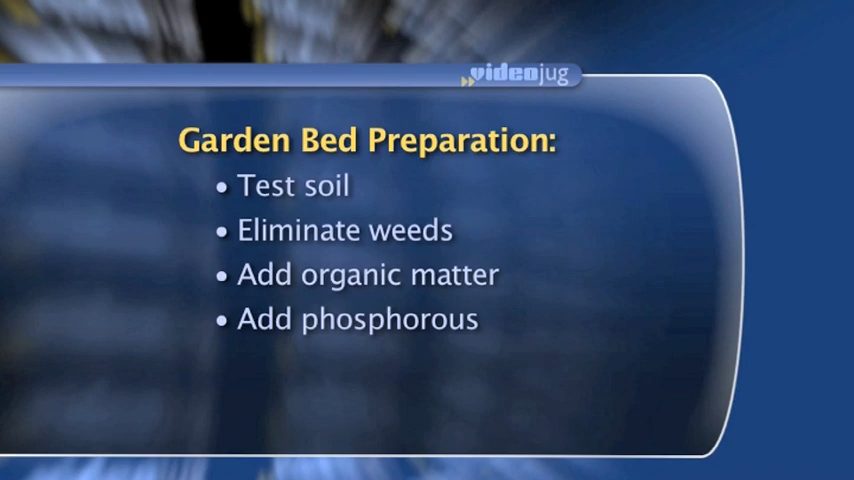 videojug
Garden Bed Preparation:
• Test soil
• Eliminate weeds
• Add organic matter
• Add phosphorous